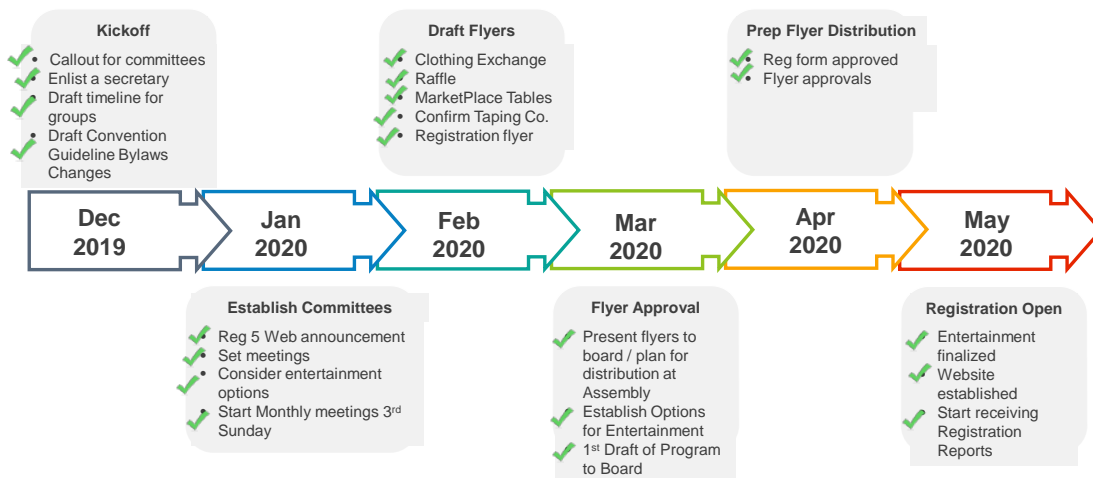 Kickoff
• Callout for committees
• Enlist a secretary
• Draft timeline for
groups
• Draft Convention
Guideline Bylaws
Changes
Draft Flyers
• Clothing Exchange
• Raffle
• MarketPlace Tables
• Confirm Taping Co.
• Registration flyer
Prep Flyer Distribution
• Reg form approved
• Flyer approvals
Dec
2019
Jan
2020
Feb
2020
Mar
2020
Apr
2020
May
2020
Establish Committees
• Reg 5 Web announcement
• Set meetings
• Consider entertainment
options
• Start Monthly meetings 3rd
Sunday
Flyer Approval
• Present flyers to
board / plan for
distribution at
Assembly
• Establish Options
for Entertainment
• 1st Draft of Program
to Board
Registration Open
• Entertainment
finalized
• Website
established
• Start receiving
Registration
Reports